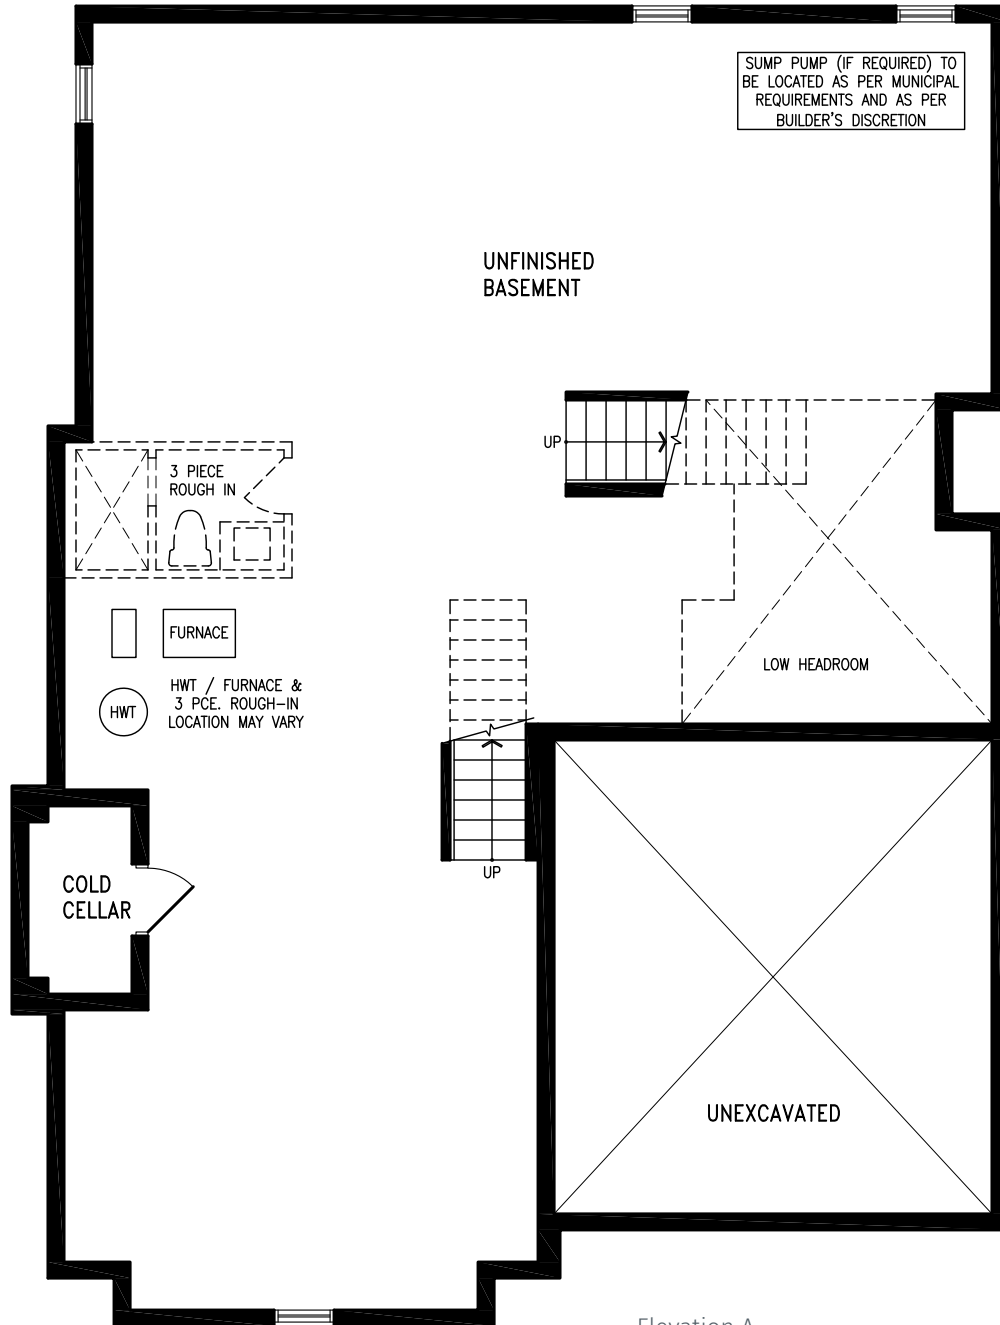 SUMP PUMP (IF REQUIRED) TO
BE LOCATED AS PER MUNICIPAL
REQUIREMENTS AND AS PER
BUILDER'S DISCRETION
UNFINISHED
BASEMENT
UP
3 PIECE
ROUGH IN
FURNACE
LOW HEADROOM
HWT
HWT / FURNACE &
3 PCE. ROUGH-IN
LOCATION MAY VARY
UP
COLD
CELLAR
UNEXCAVATED
Elevation A